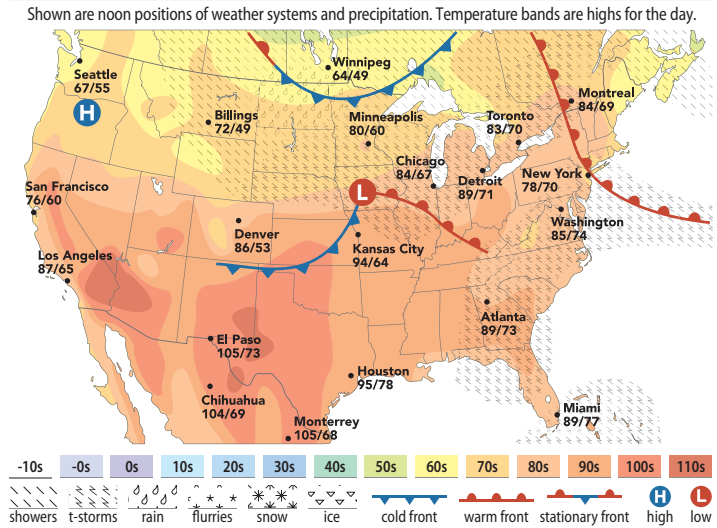 Shown are noon positions of weather systems and precipitation. Temperature bands are highs for the day.
Seattle
67/55
H
Winnipeg
64/49
Billings
72/49
Minneapolis
80/60
Montreal
84/69
Toronto
83/70
Chicago
84/67
Detroit
89/71
New York
78/70
San Francisco
76/60
L
Denver
86/53
Kansas City
94/64
Washington
85/74
Los Angeles
87/65
Atlanta
89/73
El Paso
105/73
Houston
95/78
Chihuahua
104/69
Monterrey
105/68
Miami
89/77
-10s -0s 0s 10s 20s 30s 40s 50s 60s 70s 80s 90s 100s 110s
H L
showers t-storms rain flurries snow ice cold front warm front stationary front high low